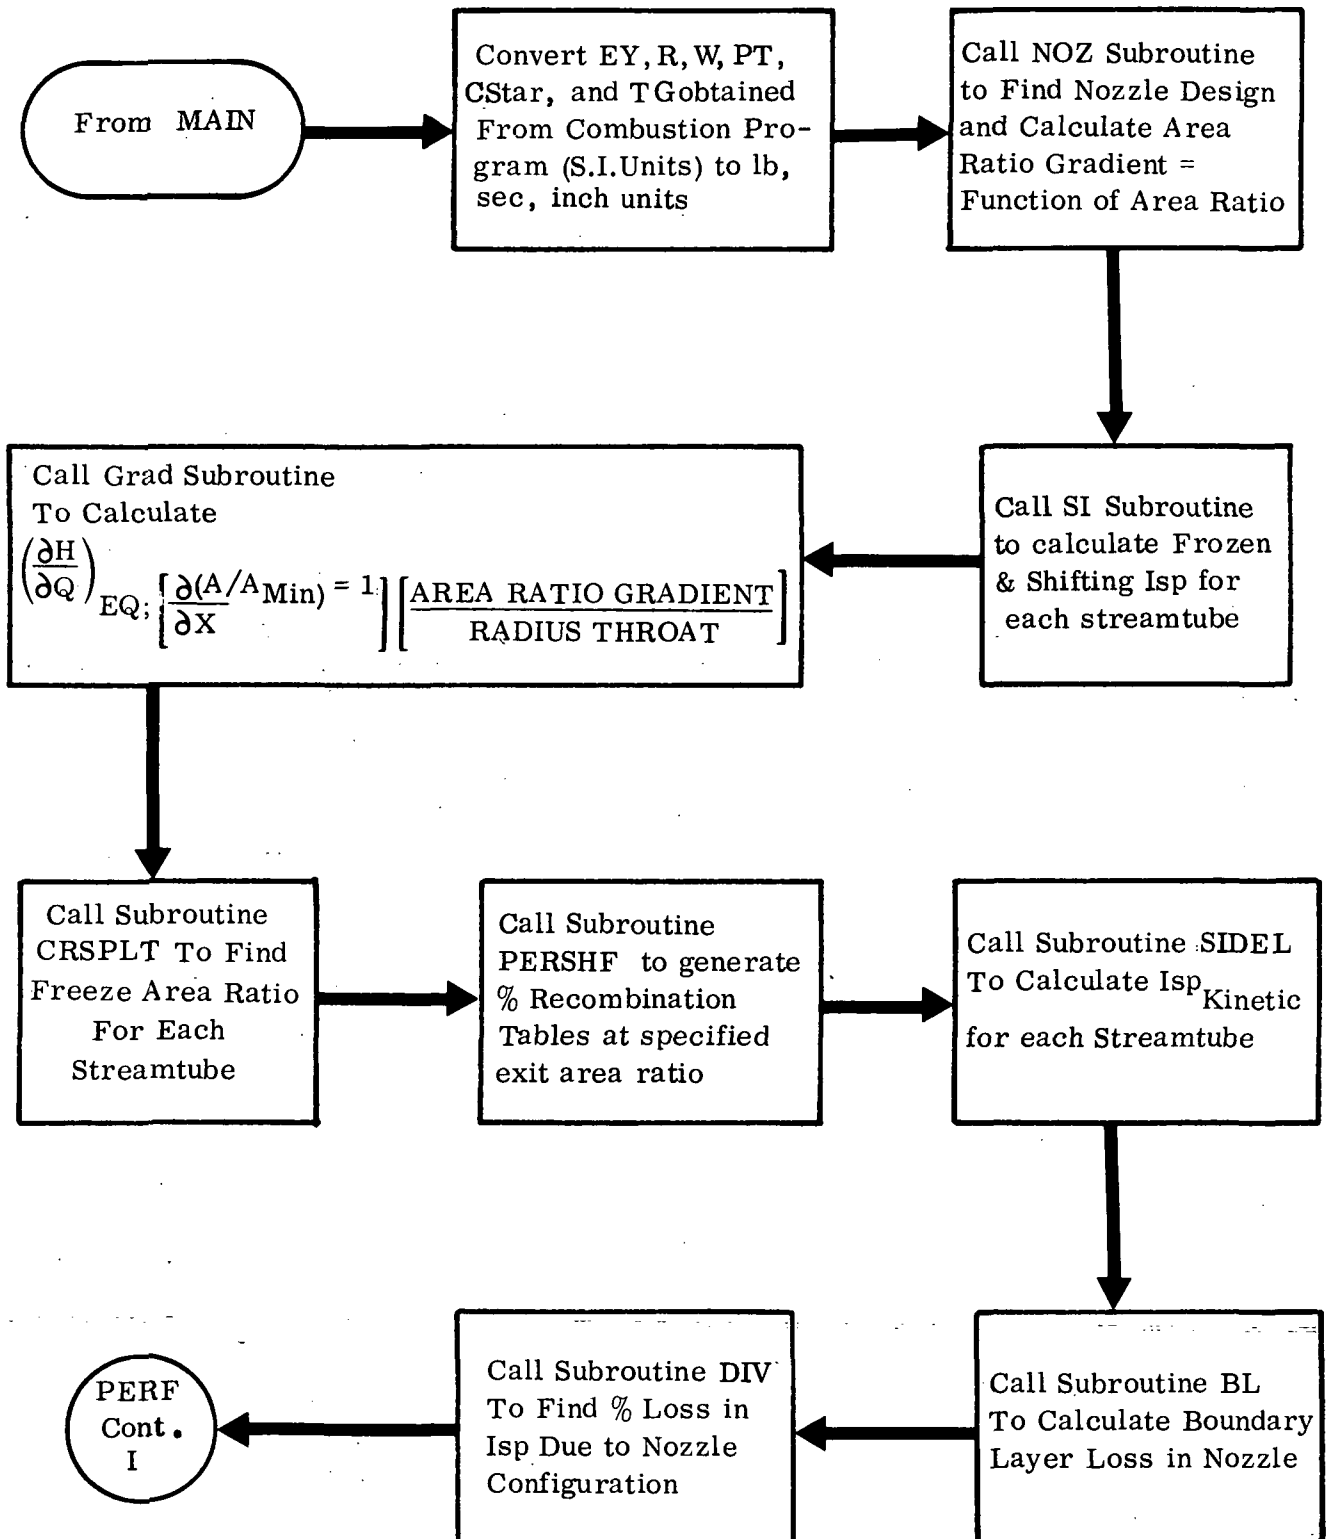 From MAIN
Convert EY, R, W, PT,
CStar, and TGobtained
From Combustion Pro-
gram (S.I.Units) to lb,
sec, inch units
Call NOZ Subroutine
to Find Nozzle Design
and Calculate Area
Ratio Gradient =
Function of Area Ratio
Call SI Subroutine
to calculate Frozen
& Shifting Isp for
each streamtube
Call Grad Subroutine
To Calculate
(∂H/∂Q)EQ; [∂(A/AMin)/∂X = 1] [AREA RATIO GRADIENT/RADIUS THROAT]
Call Subroutine
CRSPLT To Find
Freeze Area Ratio
For Each
Streamtube
Call Subroutine
PERSHF to generate
% Recombination
Tables at specified
exit area ratio
Call Subroutine SIDEL
To Calculate Isp Kinetic
for each Streamtube
Call Subroutine BL
To Calculate Boundary
Layer Loss in Nozzle
Call Subroutine DIV
To Find % Loss in
Isp Due to Nozzle
Configuration
PERF
Cont.
I